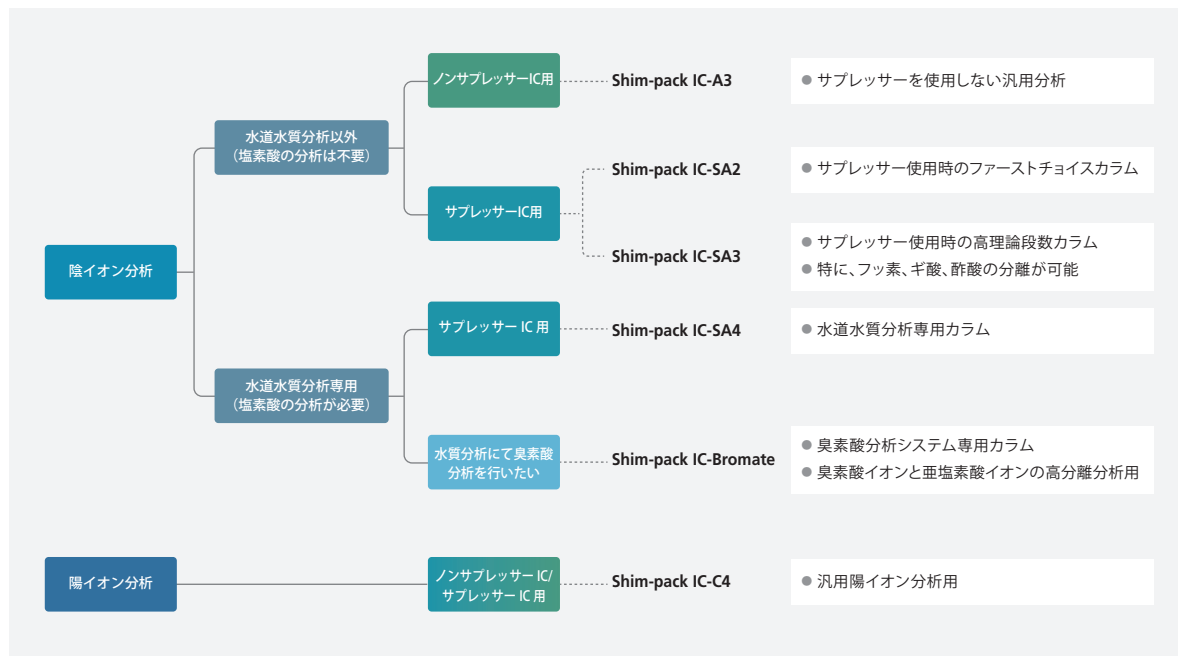 陰イオン分析
水道水質分析以外
（塩素酸の分析は不要）
ノンサプレッサーIC用
Shim-pack IC-A3
● サプレッサーを使用しない汎用分析
サプレッサーIC用
Shim-pack IC-SA2
● サプレッサー使用時のファーストチョイスカラム
Shim-pack IC-SA3
● サプレッサー使用時の高理論段数カラム
● 特に、フッ素、ギ酸、酢酸の分離が可能
水道水質分析専用
（塩素酸の分析が必要）
サプレッサー IC 用
Shim-pack IC-SA4
● 水道水質分析専用カラム
水質分析にて臭素酸
分析を行いたい
Shim-pack IC-Bromate
● 臭素酸分析システム専用カラム
● 臭素酸イオンと亜塩素酸イオンの高分離分析用
陽イオン分析
ノンサプレッサー IC/
サプレッサー IC 用
Shim-pack IC-C4
● 汎用陽イオン分析用